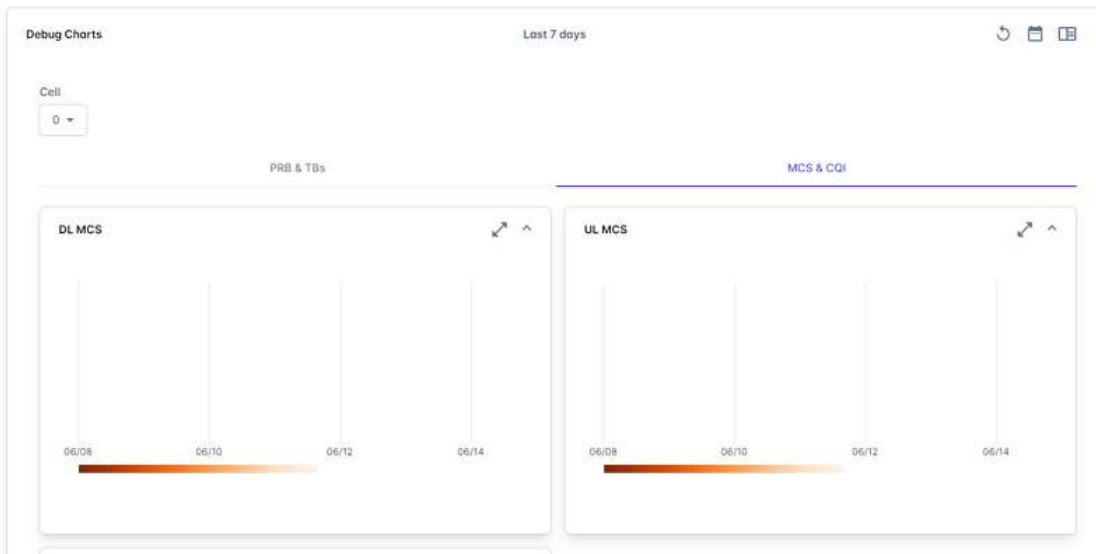 Debug Charts
Last 7 days
Cell
0
PRB & TBs
MCS & CQI
DL MCS
UL MCS
06/08 06/10 06/12 06/14
06/08 06/10 06/12 06/14